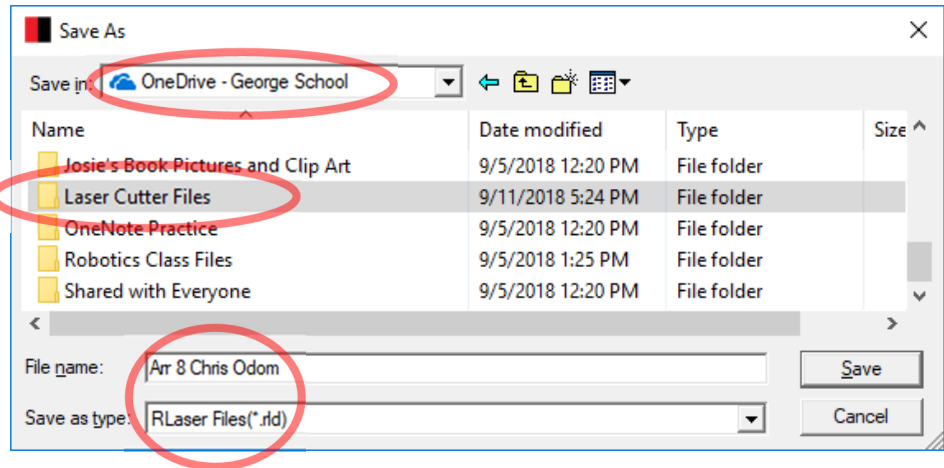 Save As
Save in: OneDrive - George School
Name Date modified Type Size
Josie's Book Pictures and Clip Art 9/5/2018 12:20 PM File folder
Laser Cutter Files 9/11/2018 5:24 PM File folder
OneNote Practice 9/5/2018 12:20 PM File folder
Robotics Class Files 9/5/2018 1:25 PM File folder
Shared with Everyone 9/5/2018 12:20 PM File folder
File name: Arr 8 Chris Odom Save
Save as type: RLaser Files(*.rld) Cancel